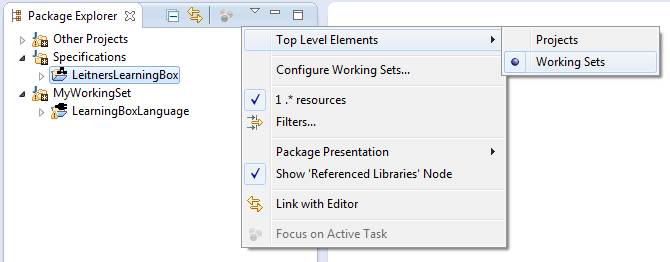 Package Explorer
Other Projects
Specifications
LeitnersLearningBox
MyWorkingSet
LearningBoxLanguage
Top Level Elements
Configure Working Sets...
1 .* resources
Filters...
Package Presentation
Show 'Referenced Libraries' Node
Link with Editor
Focus on Active Task
Projects
Working Sets